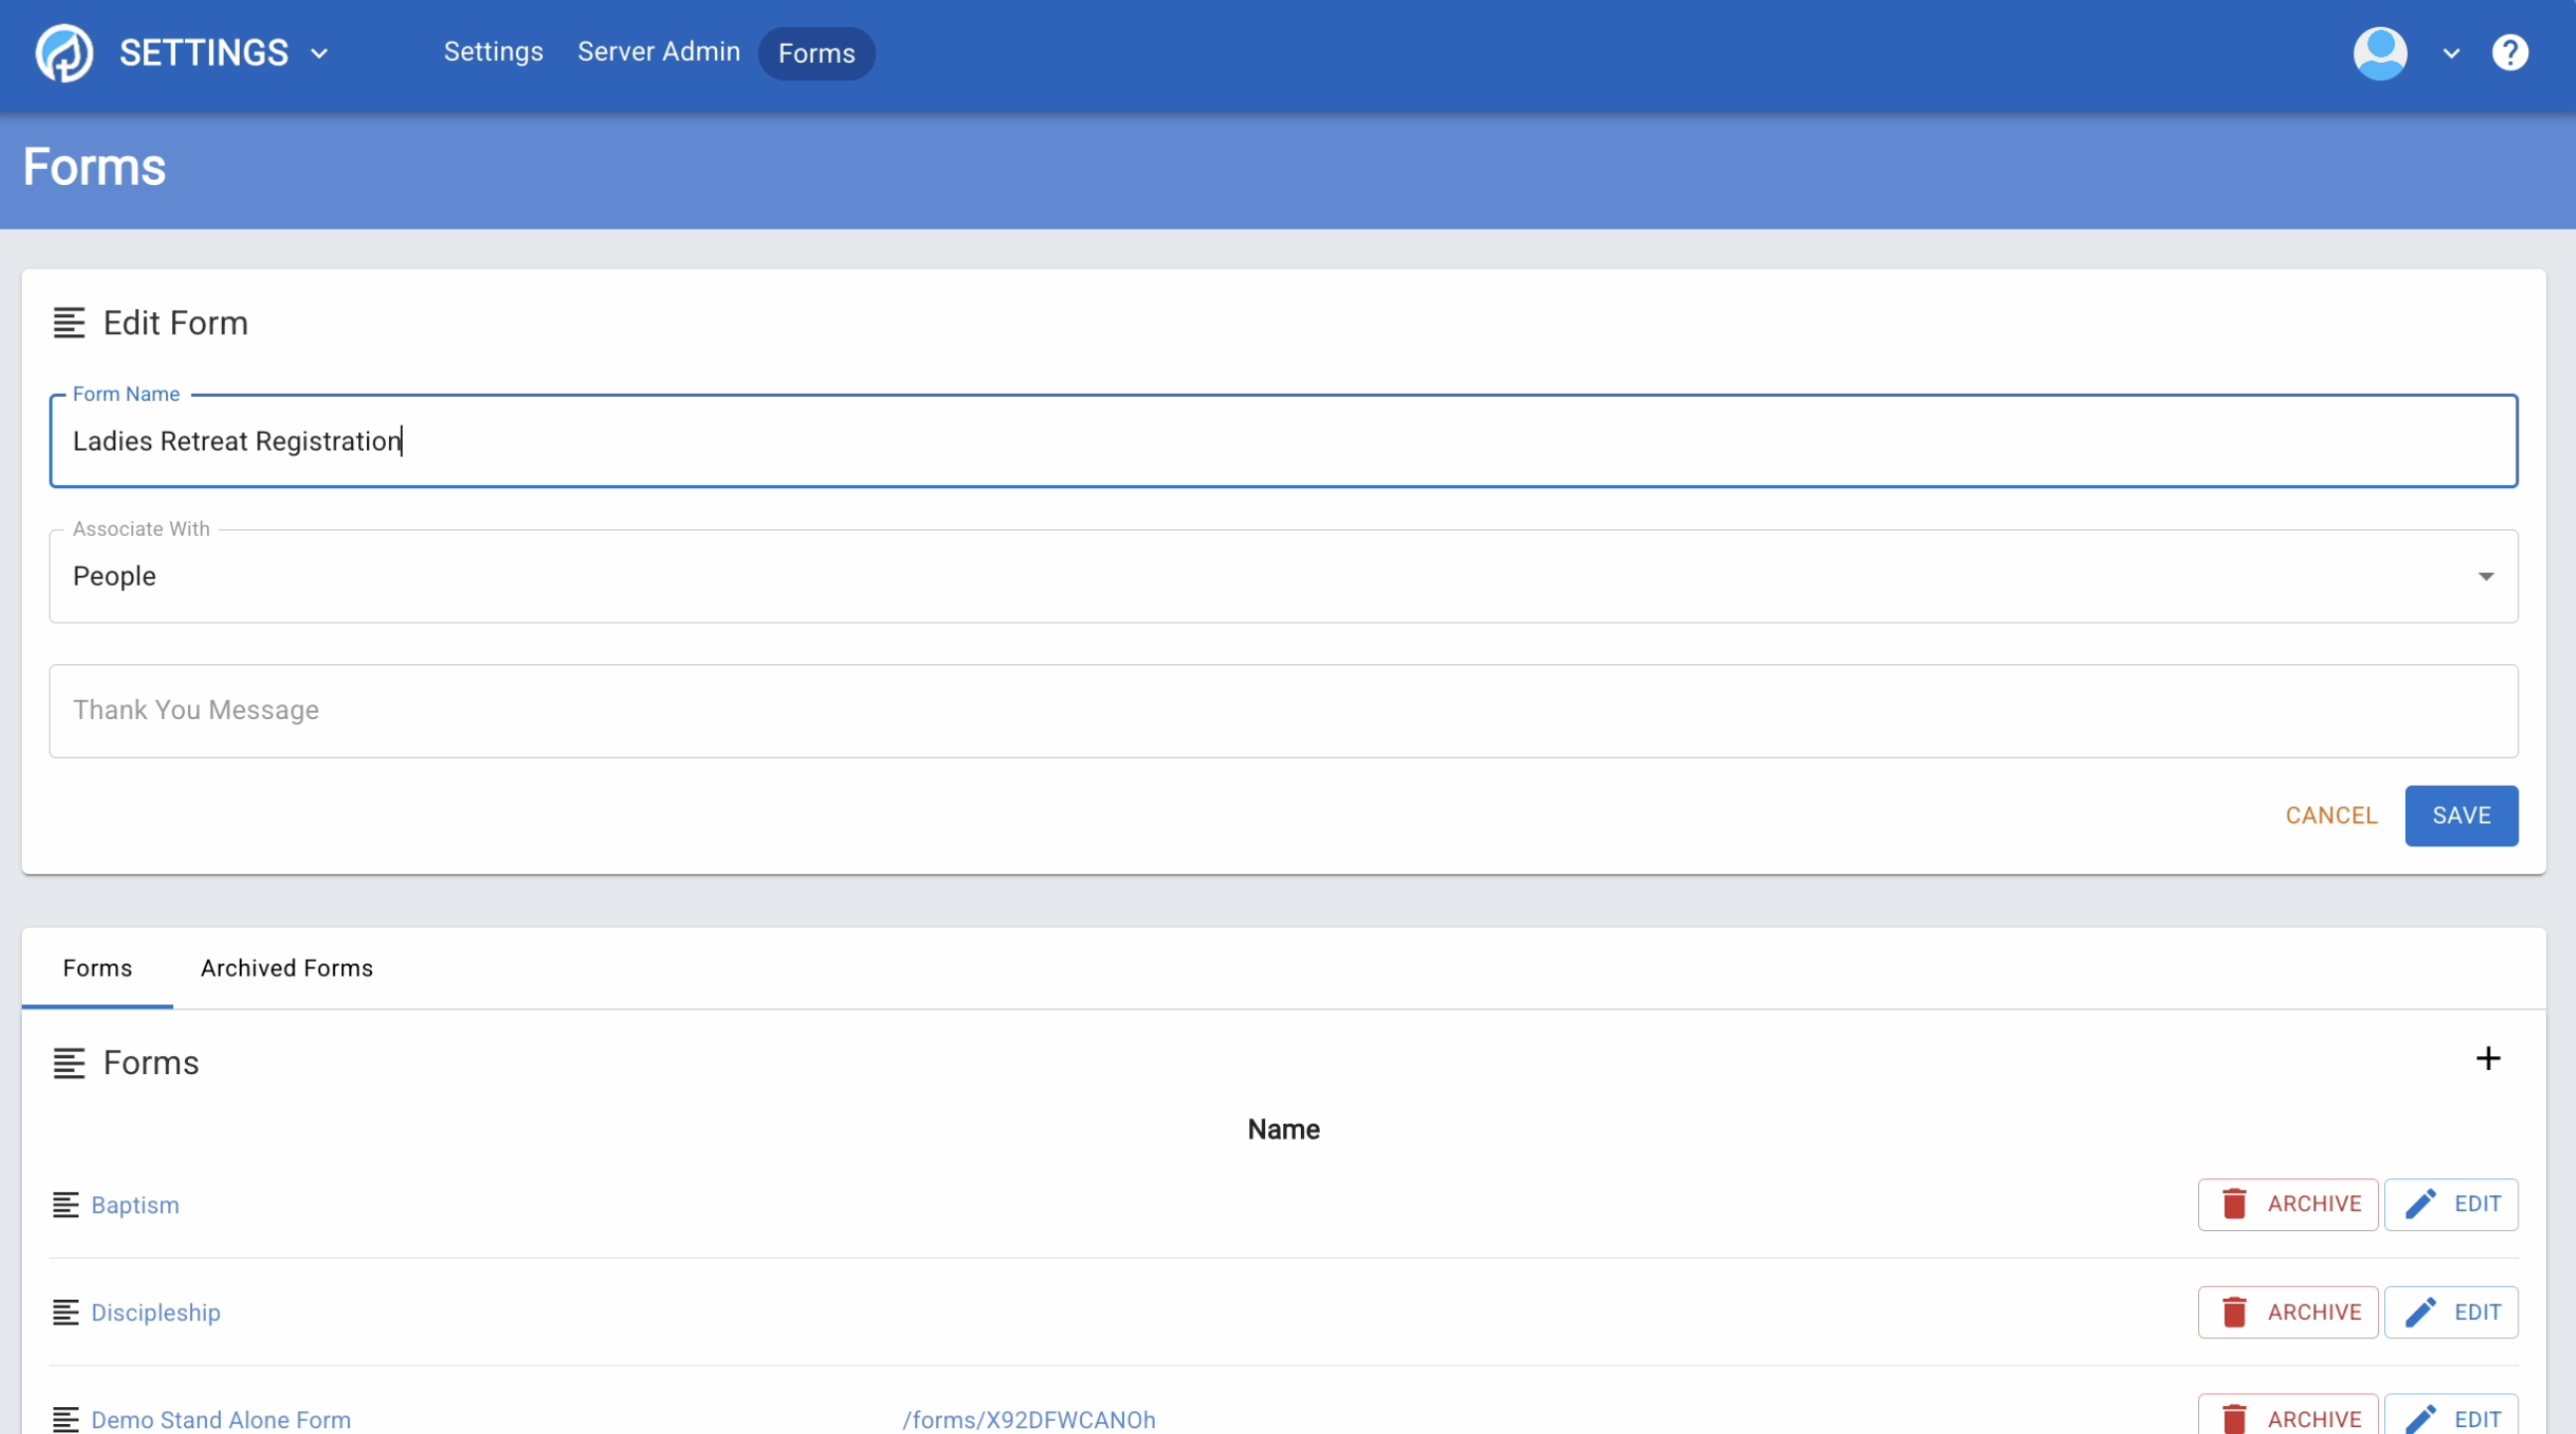 SETTINGS Settings Server Admin Forms ?
Forms
Edit Form
Form Name
Ladies Retreat Registration
Associate With
People
Thank You Message
CANCEL SAVE
Forms Archived Forms
Forms +
Name
Baptism ARCHIVE EDIT
Discipleship ARCHIVE EDIT
Demo Stand Alone Form /forms/X92DFWCANOh ARCHIVE EDIT